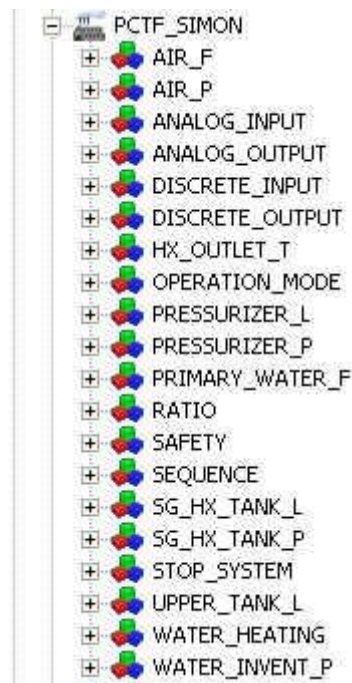 PCTF_SIMON
AIR_F
AIR_P
ANALOG_INPUT
ANALOG_OUTPUT
DISCRETE_INPUT
DISCRETE_OUTPUT
HX_OUTLET_T
OPERATION_MODE
PRESSURIZER_L
PRESSURIZER_P
PRIMARY_WATER_F
RATIO
SAFETY
SEQUENCE
SG_HX_TANK_L
SG_HX_TANK_P
STOP_SYSTEM
UPPER_TANK_L
WATER_HEATING
WATER_INVENT_P